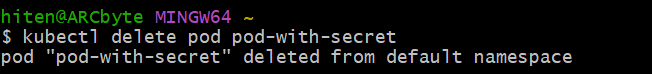 hiten@ARCbyte MINGW64 ~
$ kubectl delete pod pod-with-secret
pod "pod-with-secret" deleted from default namespace